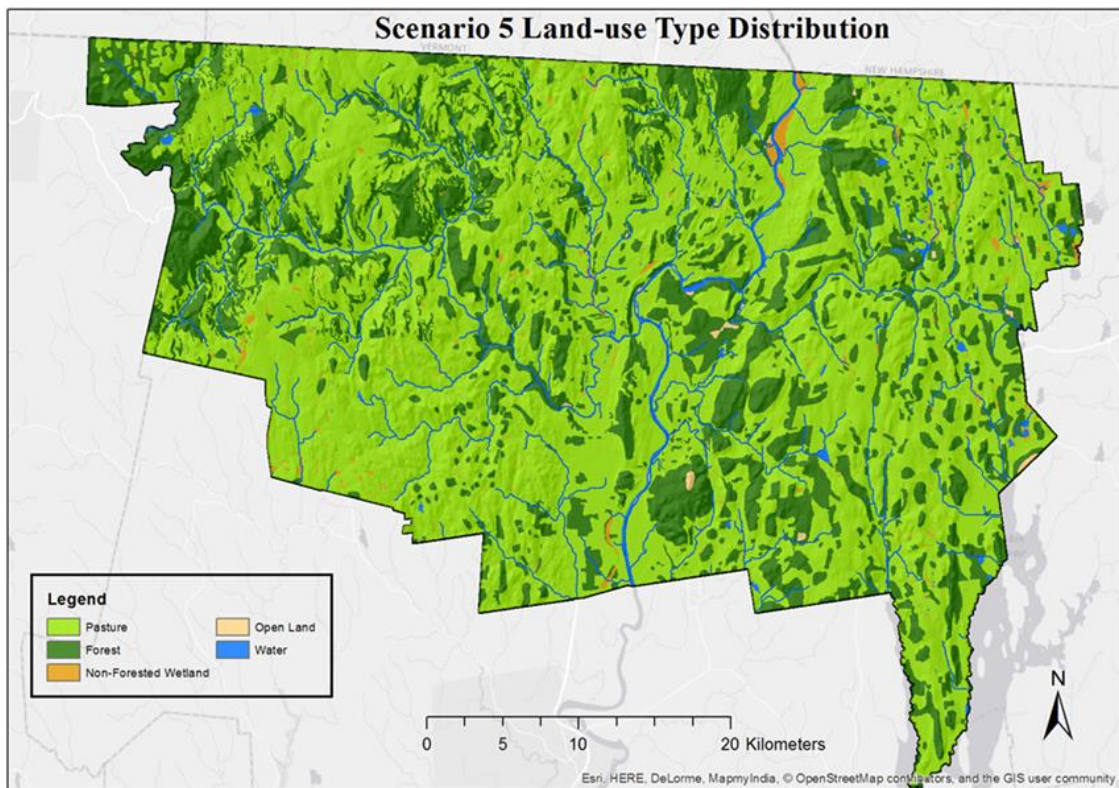 Scenario 5 Land-use Type Distribution
VERMONT
NEW HAMPSHIRE
Legend
Pasture
Open Land
Forest
Water
Non-Forested Wetland
N
0 5 10 20 Kilometers
Esri, HERE, DeLorme, MapmyIndia, © OpenStreetMap contributors, and the GIS user community